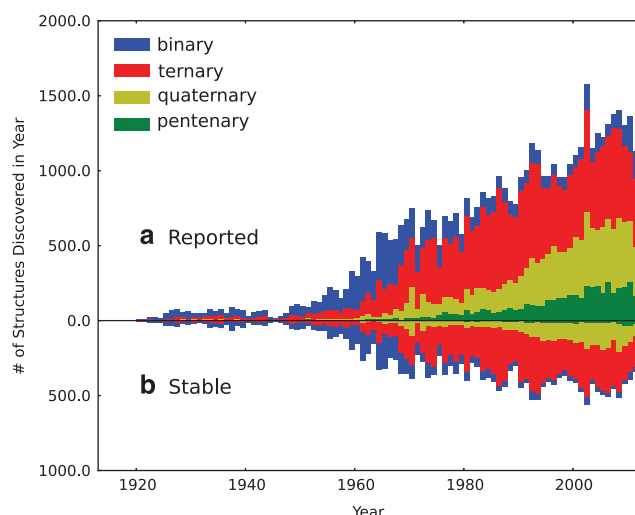 2000.0
binary
ternary
quaternary
pentenary
1500.0
1000.0
# of Structures Discovered in Year
a Reported
500.0
0.0
b Stable
500.0
1000.0
1920 1940 1960 1980 2000
Year